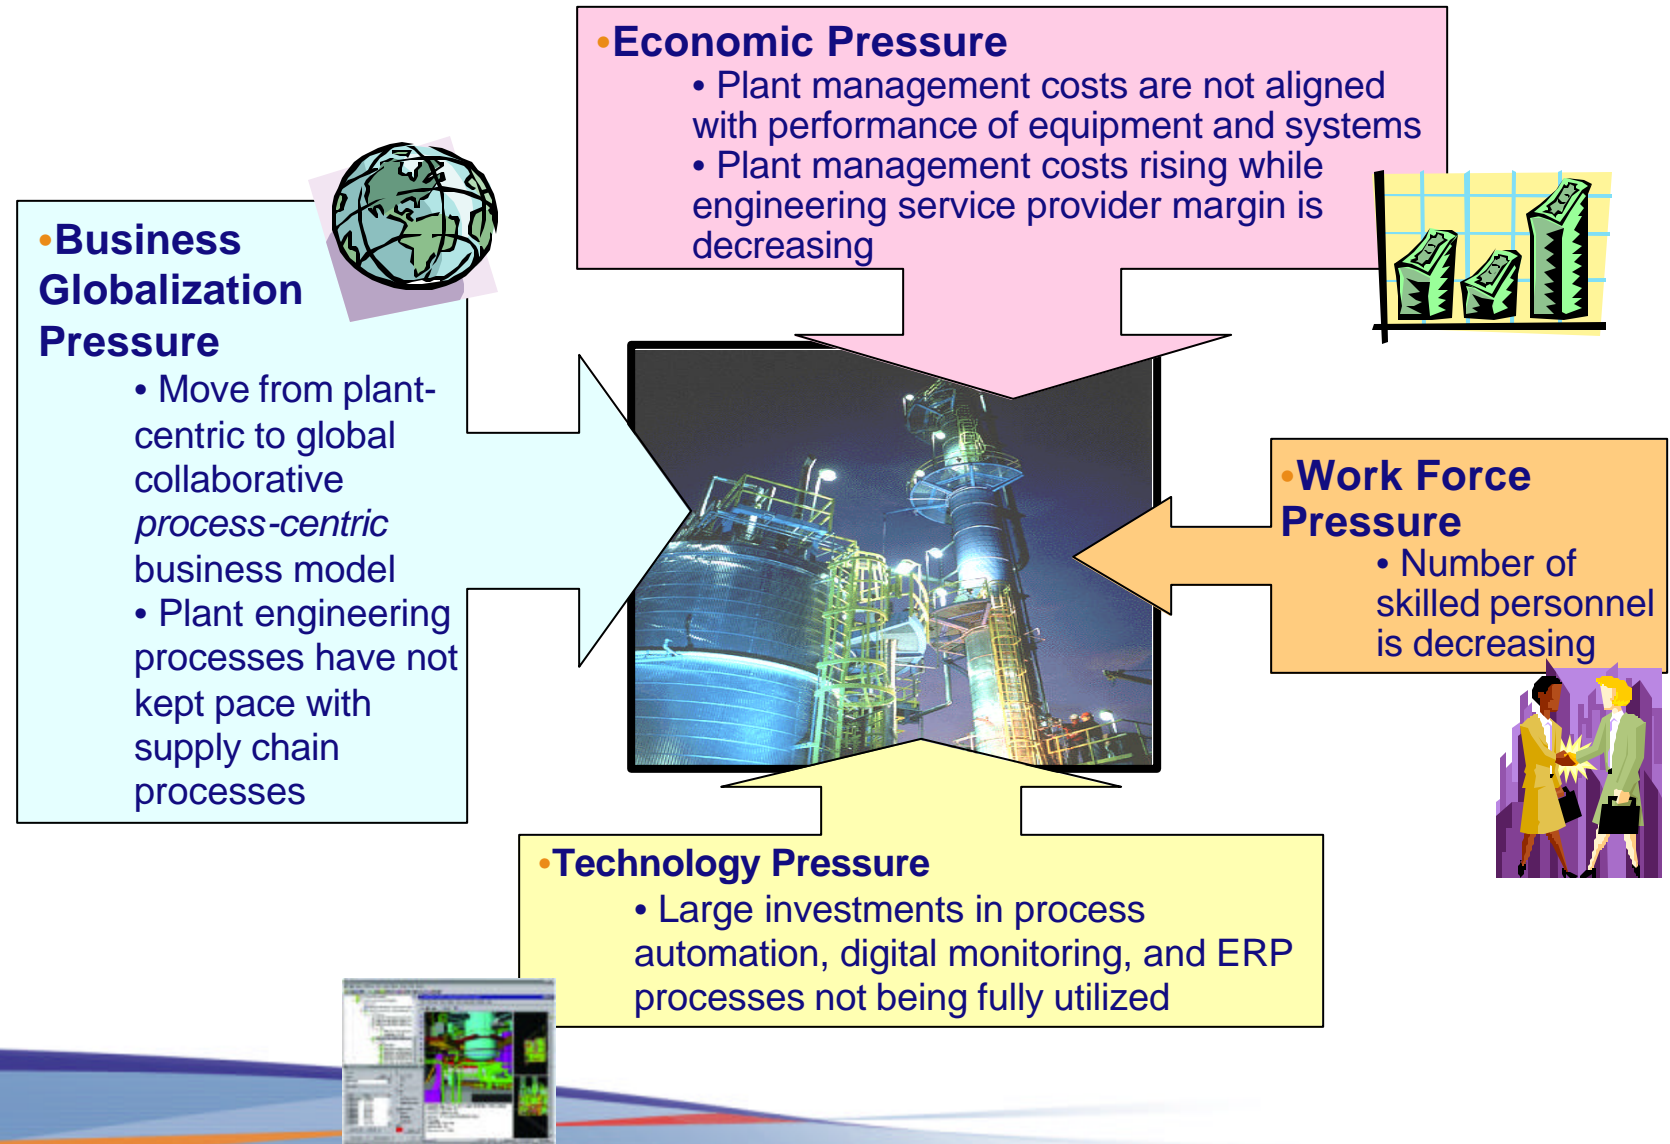 •Economic Pressure
• Plant management costs are not aligned
with performance of equipment and systems
• Plant management costs rising while
engineering service provider margin is
decreasing
•Business
Globalization
Pressure
• Move from plant-
centric to global
collaborative
process-centric
business model
• Plant engineering
processes have not
kept pace with
supply chain
processes
•Work Force
Pressure
• Number of
skilled personnel
is decreasing
•Technology Pressure
• Large investments in process
automation, digital monitoring, and ERP
processes not being fully utilized